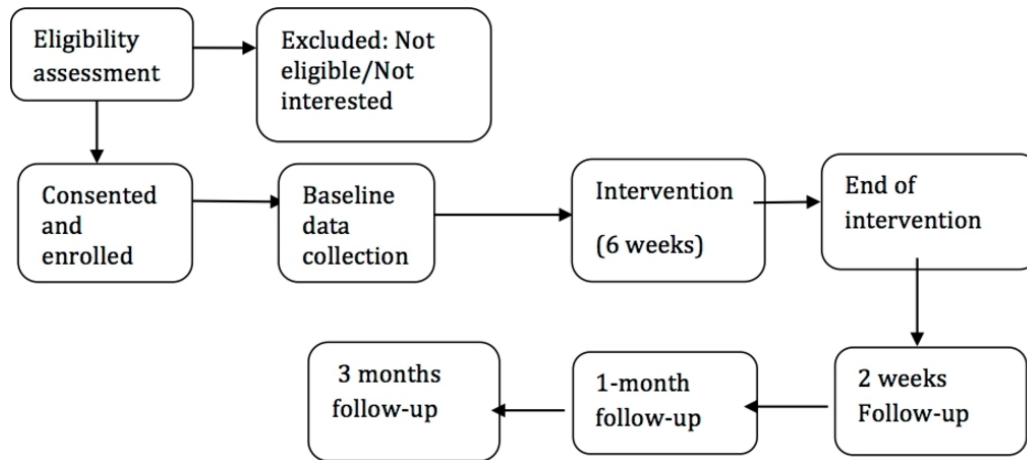 Eligibility
assessment
Excluded: Not
eligible/Not
interested
Consented
and
enrolled
Baseline
data
collection
Intervention
(6 weeks)
End of
intervention
2 weeks
Follow-up
1-month
follow-up
3 months
follow-up